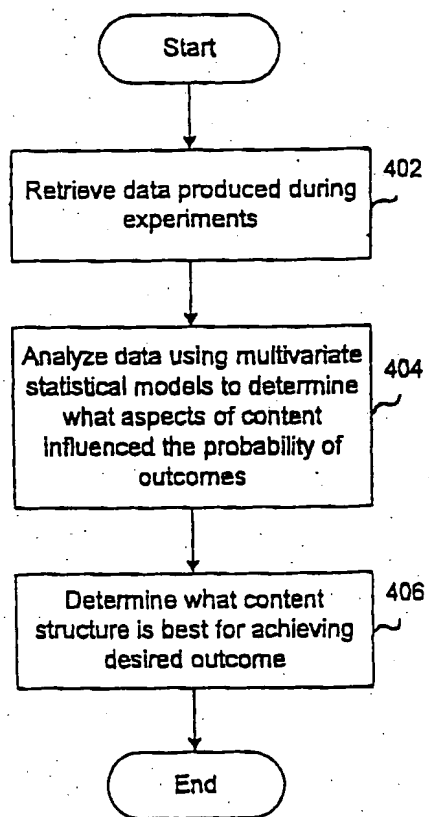 Start
402
Retrieve data produced during
experiments
404
Analyze data using multivariate
statistical models to determine
what aspects of content
influenced the probability of
outcomes
406
Determine what content
structure is best for achieving
desired outcome
End